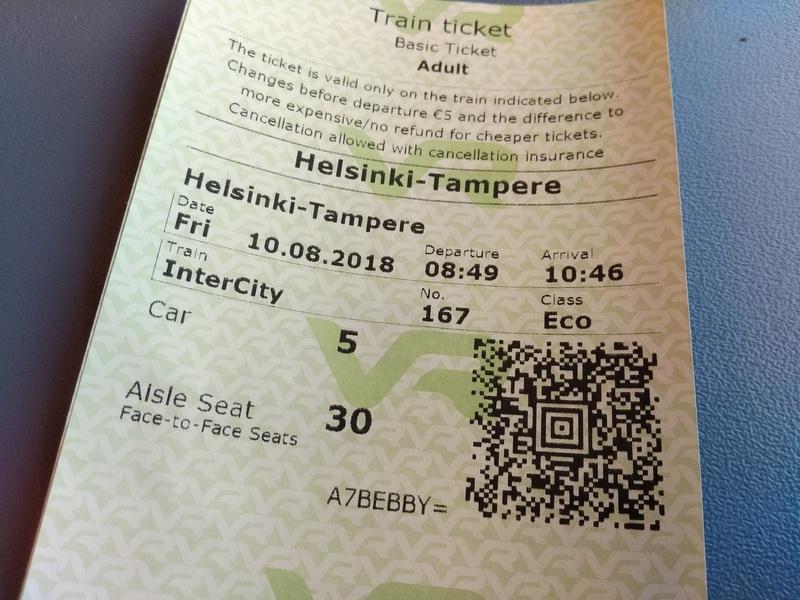 Train ticket
Basic Ticket
Adult
The ticket is valid only on the train indicated below.
Changes before departure €5 and the difference to
more expensive/no refund for cheaper tickets.
Cancellation allowed with cancellation insurance
Helsinki-Tampere
Helsinki-Tampere
Date Departure Arrival
Fri 10.08.2018 08:49 10:46
Train No. Class
InterCity 167 Eco
Car 5
Aisle Seat 30
Face-to-Face Seats
A7BEBBY=